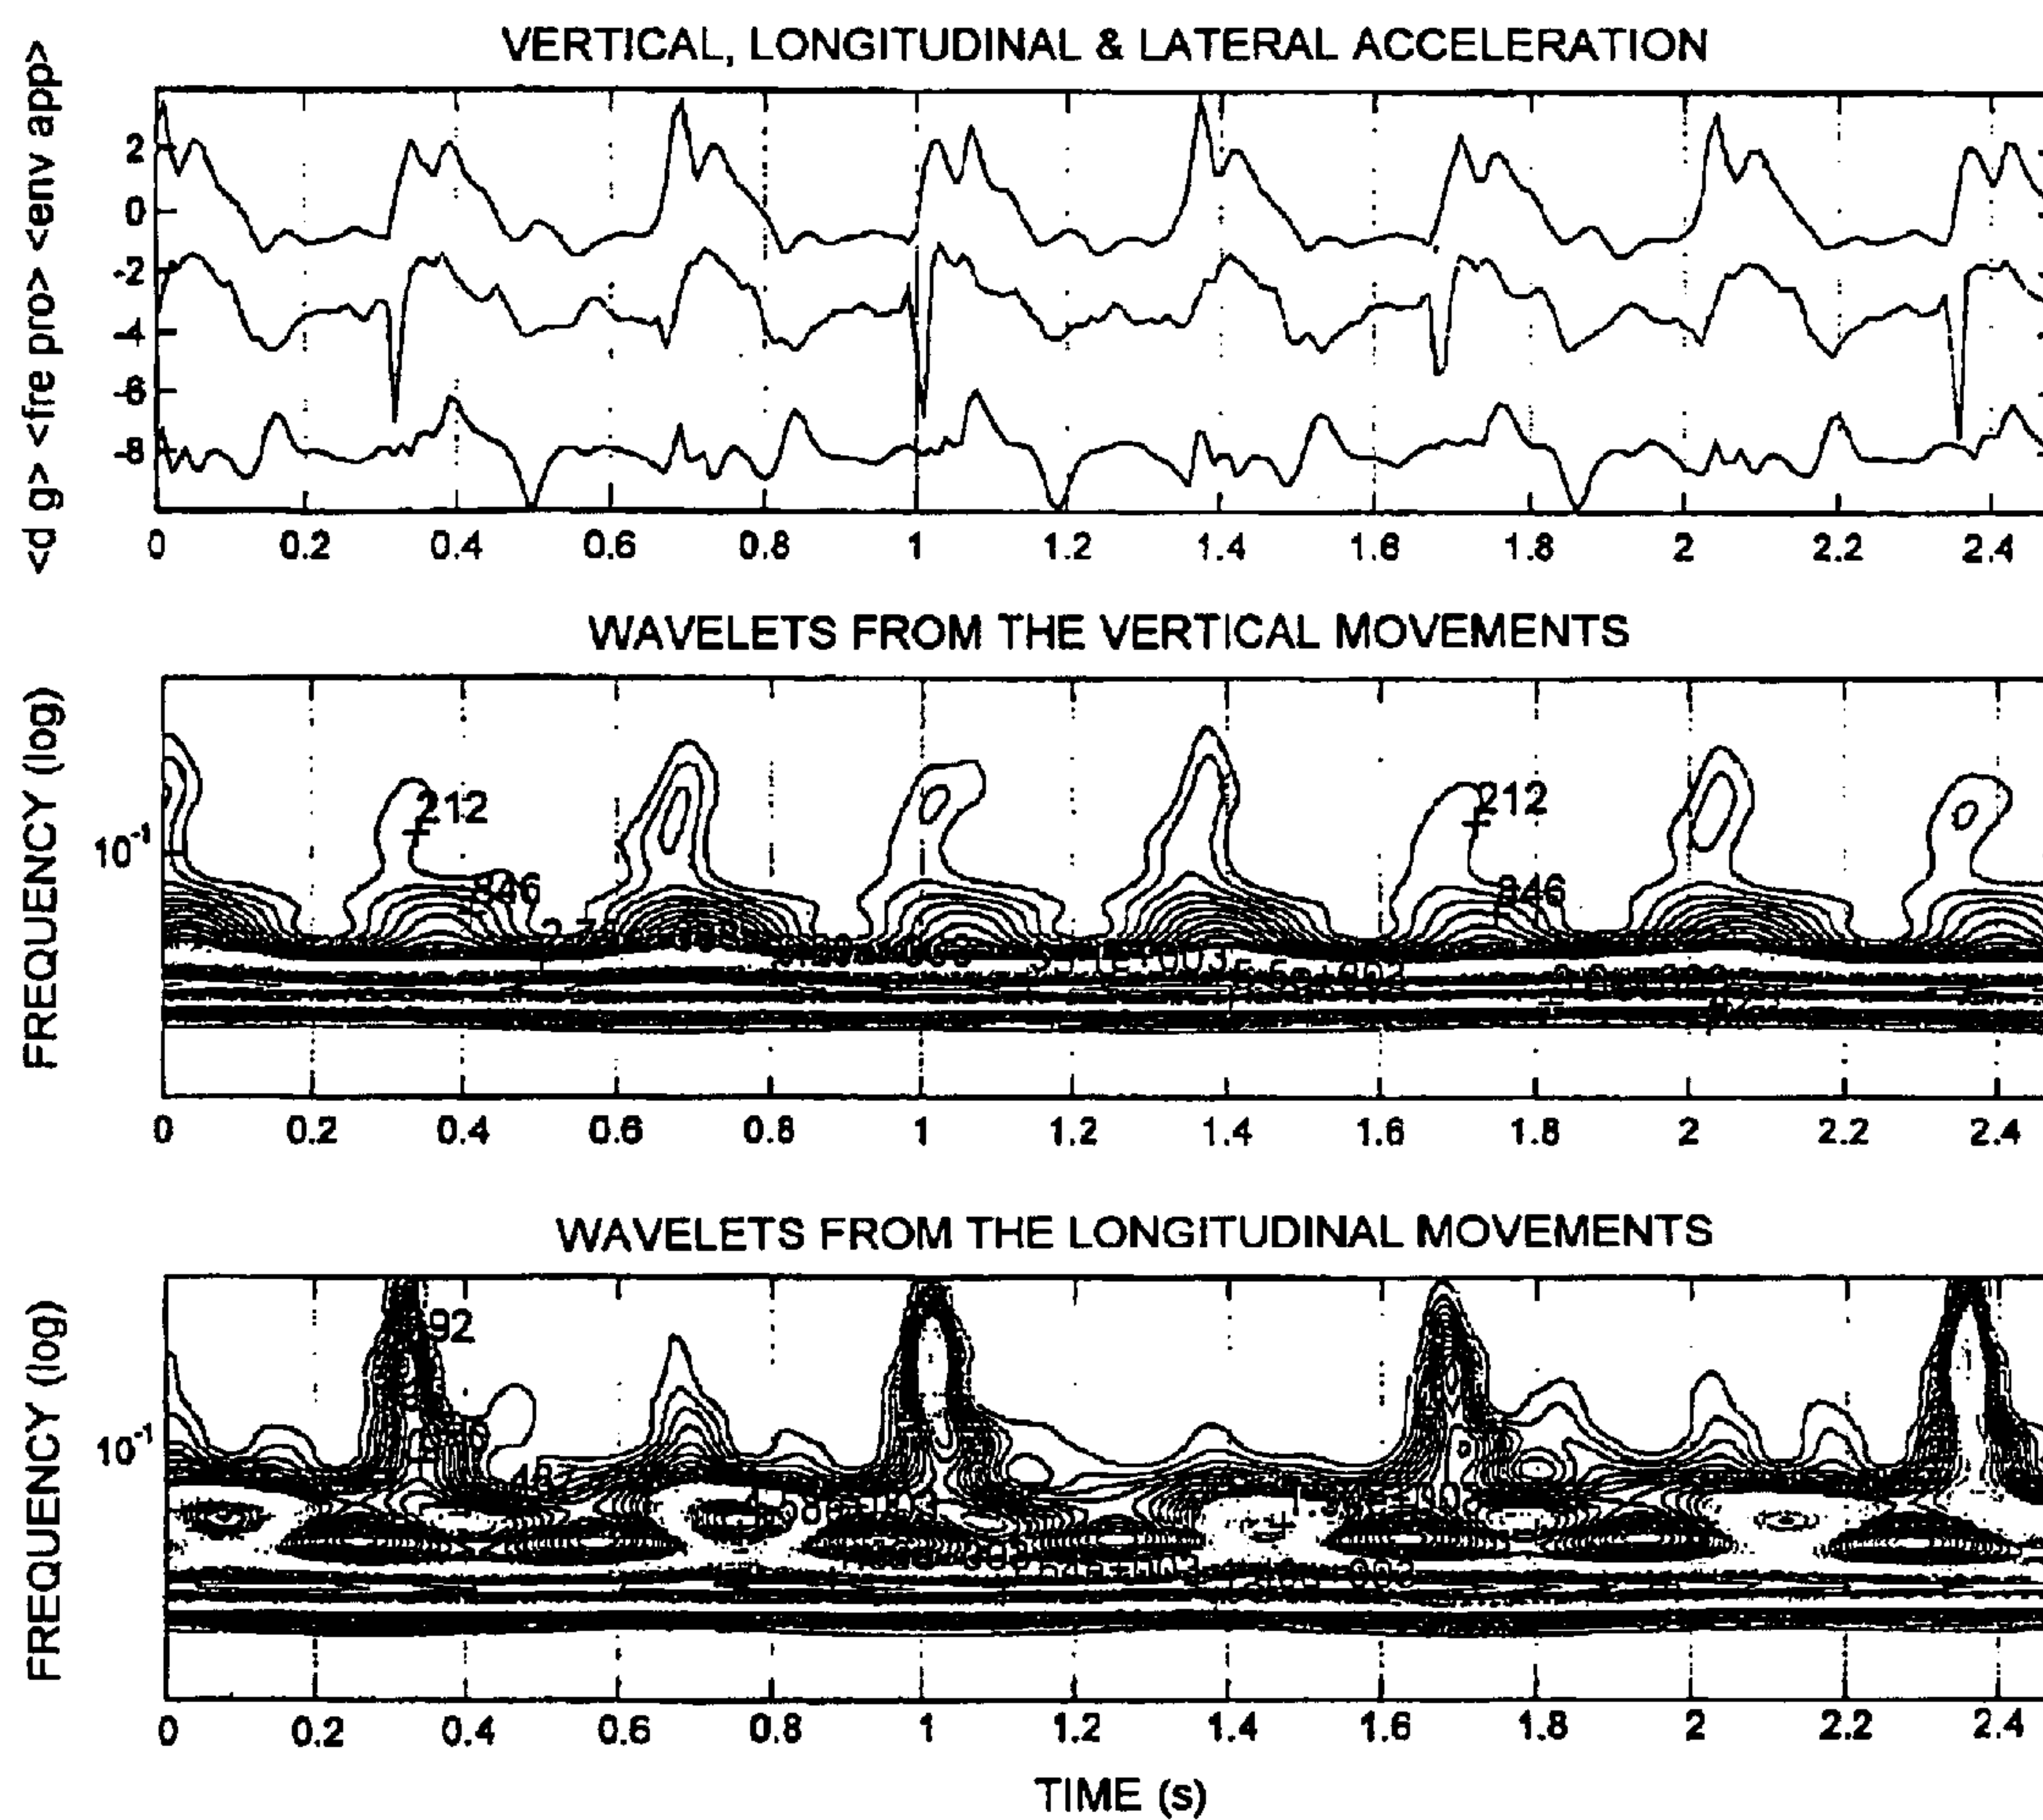 VERTICAL, LONGITUDINAL & LATERAL ACCELERATION
<d g> <fre pro> <env app>
2
0
-2
-4
-6
-8
0 0.2 0.4 0.6 0.8 1 1.2 1.4 1.6 1.8 2 2.2 2.4
WAVELETS FROM THE VERTICAL MOVEMENTS
FREQUENCY (log)
10-1
212
212
846
846
0 0.2 0.4 0.6 0.8 1 1.2 1.4 1.6 1.8 2 2.2 2.4
WAVELETS FROM THE LONGITUDINAL MOVEMENTS
FREQUENCY (log)
10-1
92
0 0.2 0.4 0.6 0.8 1 1.2 1.4 1.6 1.8 2 2.2 2.4
TIME (s)